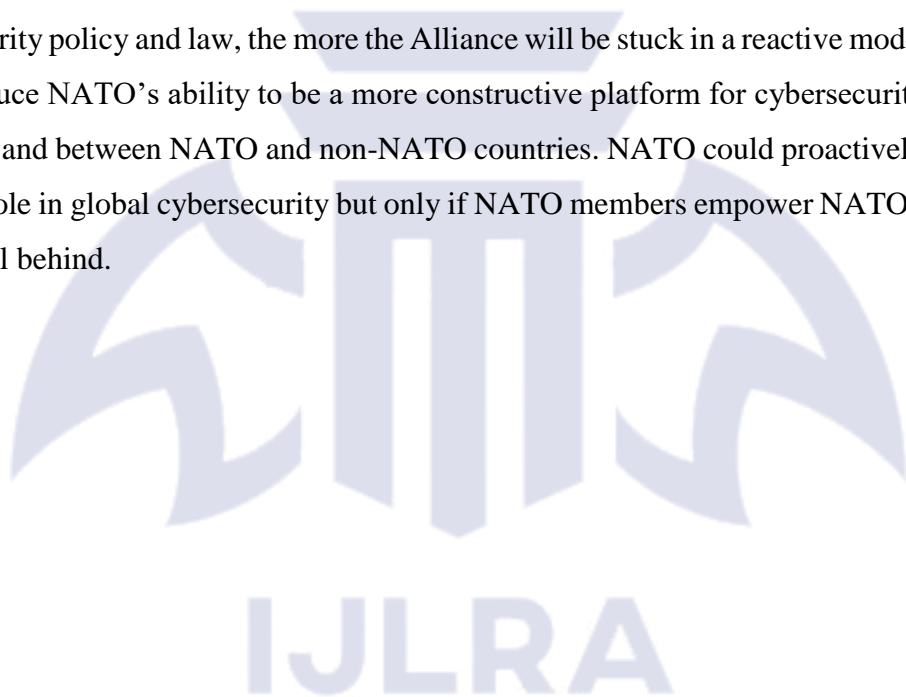 rity policy and law, the more the Alliance will be stuck in a reactive mod
uce NATO’s ability to be a more constructive platform for cybersecurit
and between NATO and non-NATO countries. NATO could proactivel
ole in global cybersecurity but only if NATO members empower NATO
l behind.
IJLRA